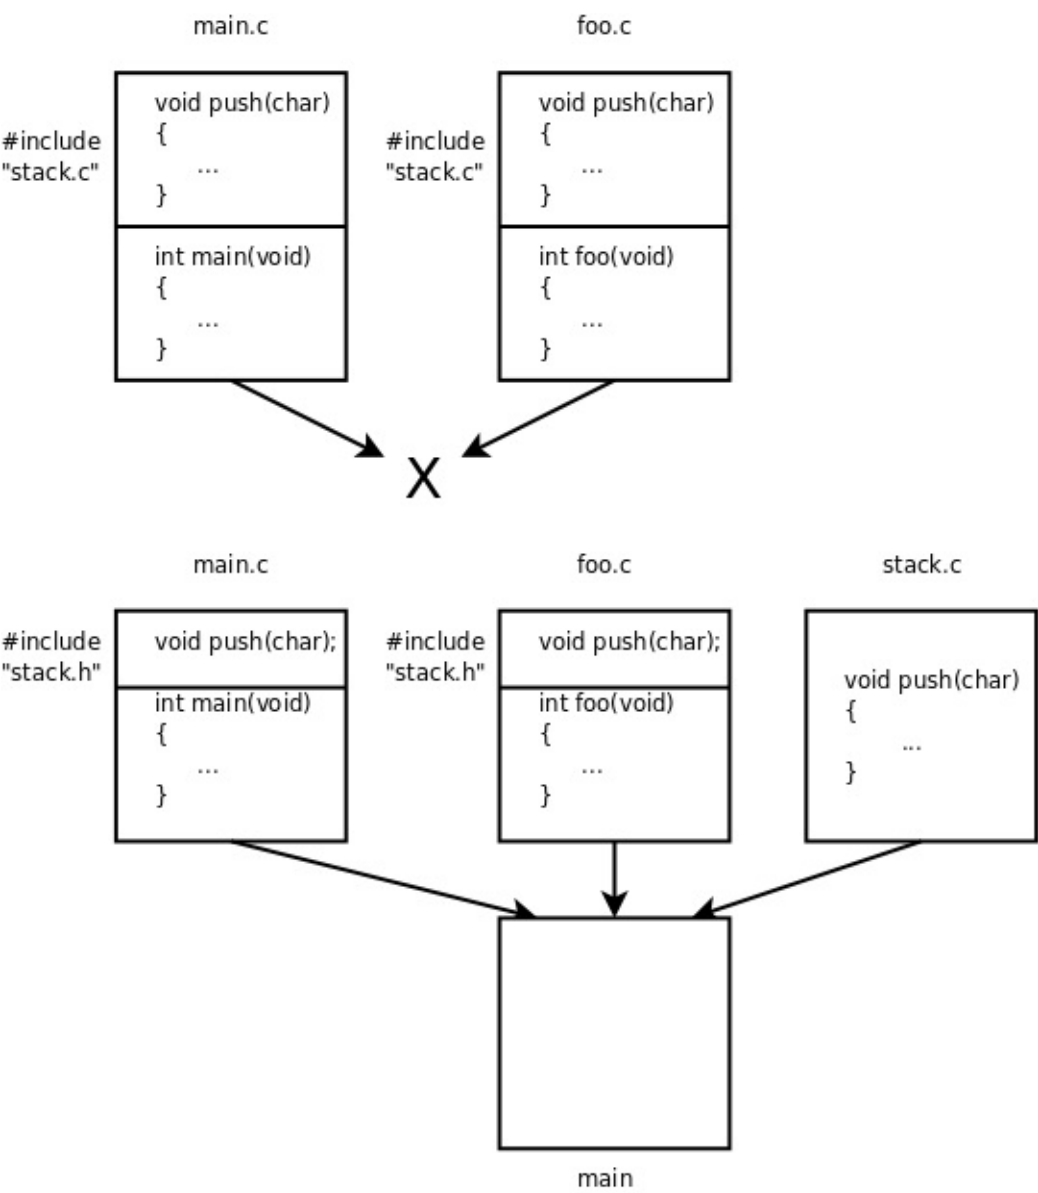 main.c
foo.c
#include
"stack.c"
void push(char)
{
...
}
int main(void)
{
...
}
#include
"stack.c"
void push(char)
{
...
}
int foo(void)
{
...
}
X
main.c
foo.c
stack.c
#include
"stack.h"
void push(char);
int main(void)
{
...
}
#include
"stack.h"
void push(char);
int foo(void)
{
...
}
void push(char)
{
...
}
main